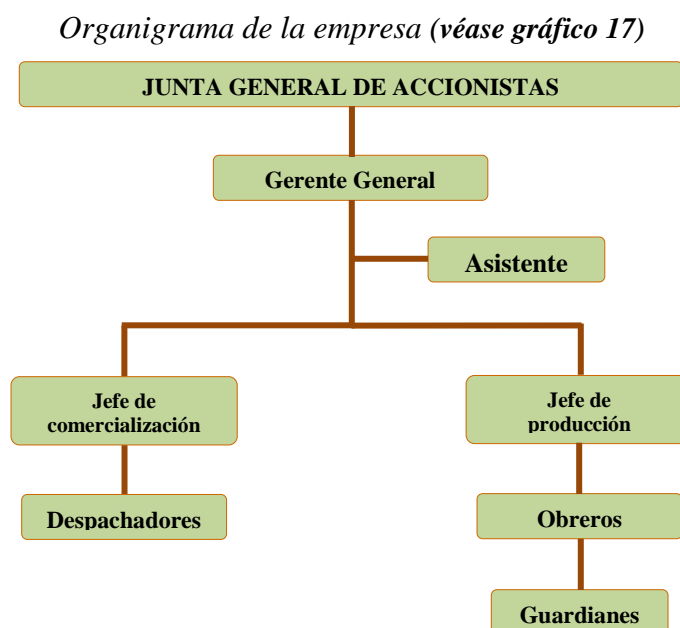 Organigrama de la empresa (véase gráfico 17)
JUNTA GENERAL DE ACCIONISTAS
Gerente General
Asistente
Jefe de
comercialización
Jefe de
producción
Despachadores
Obreros
Guardianes